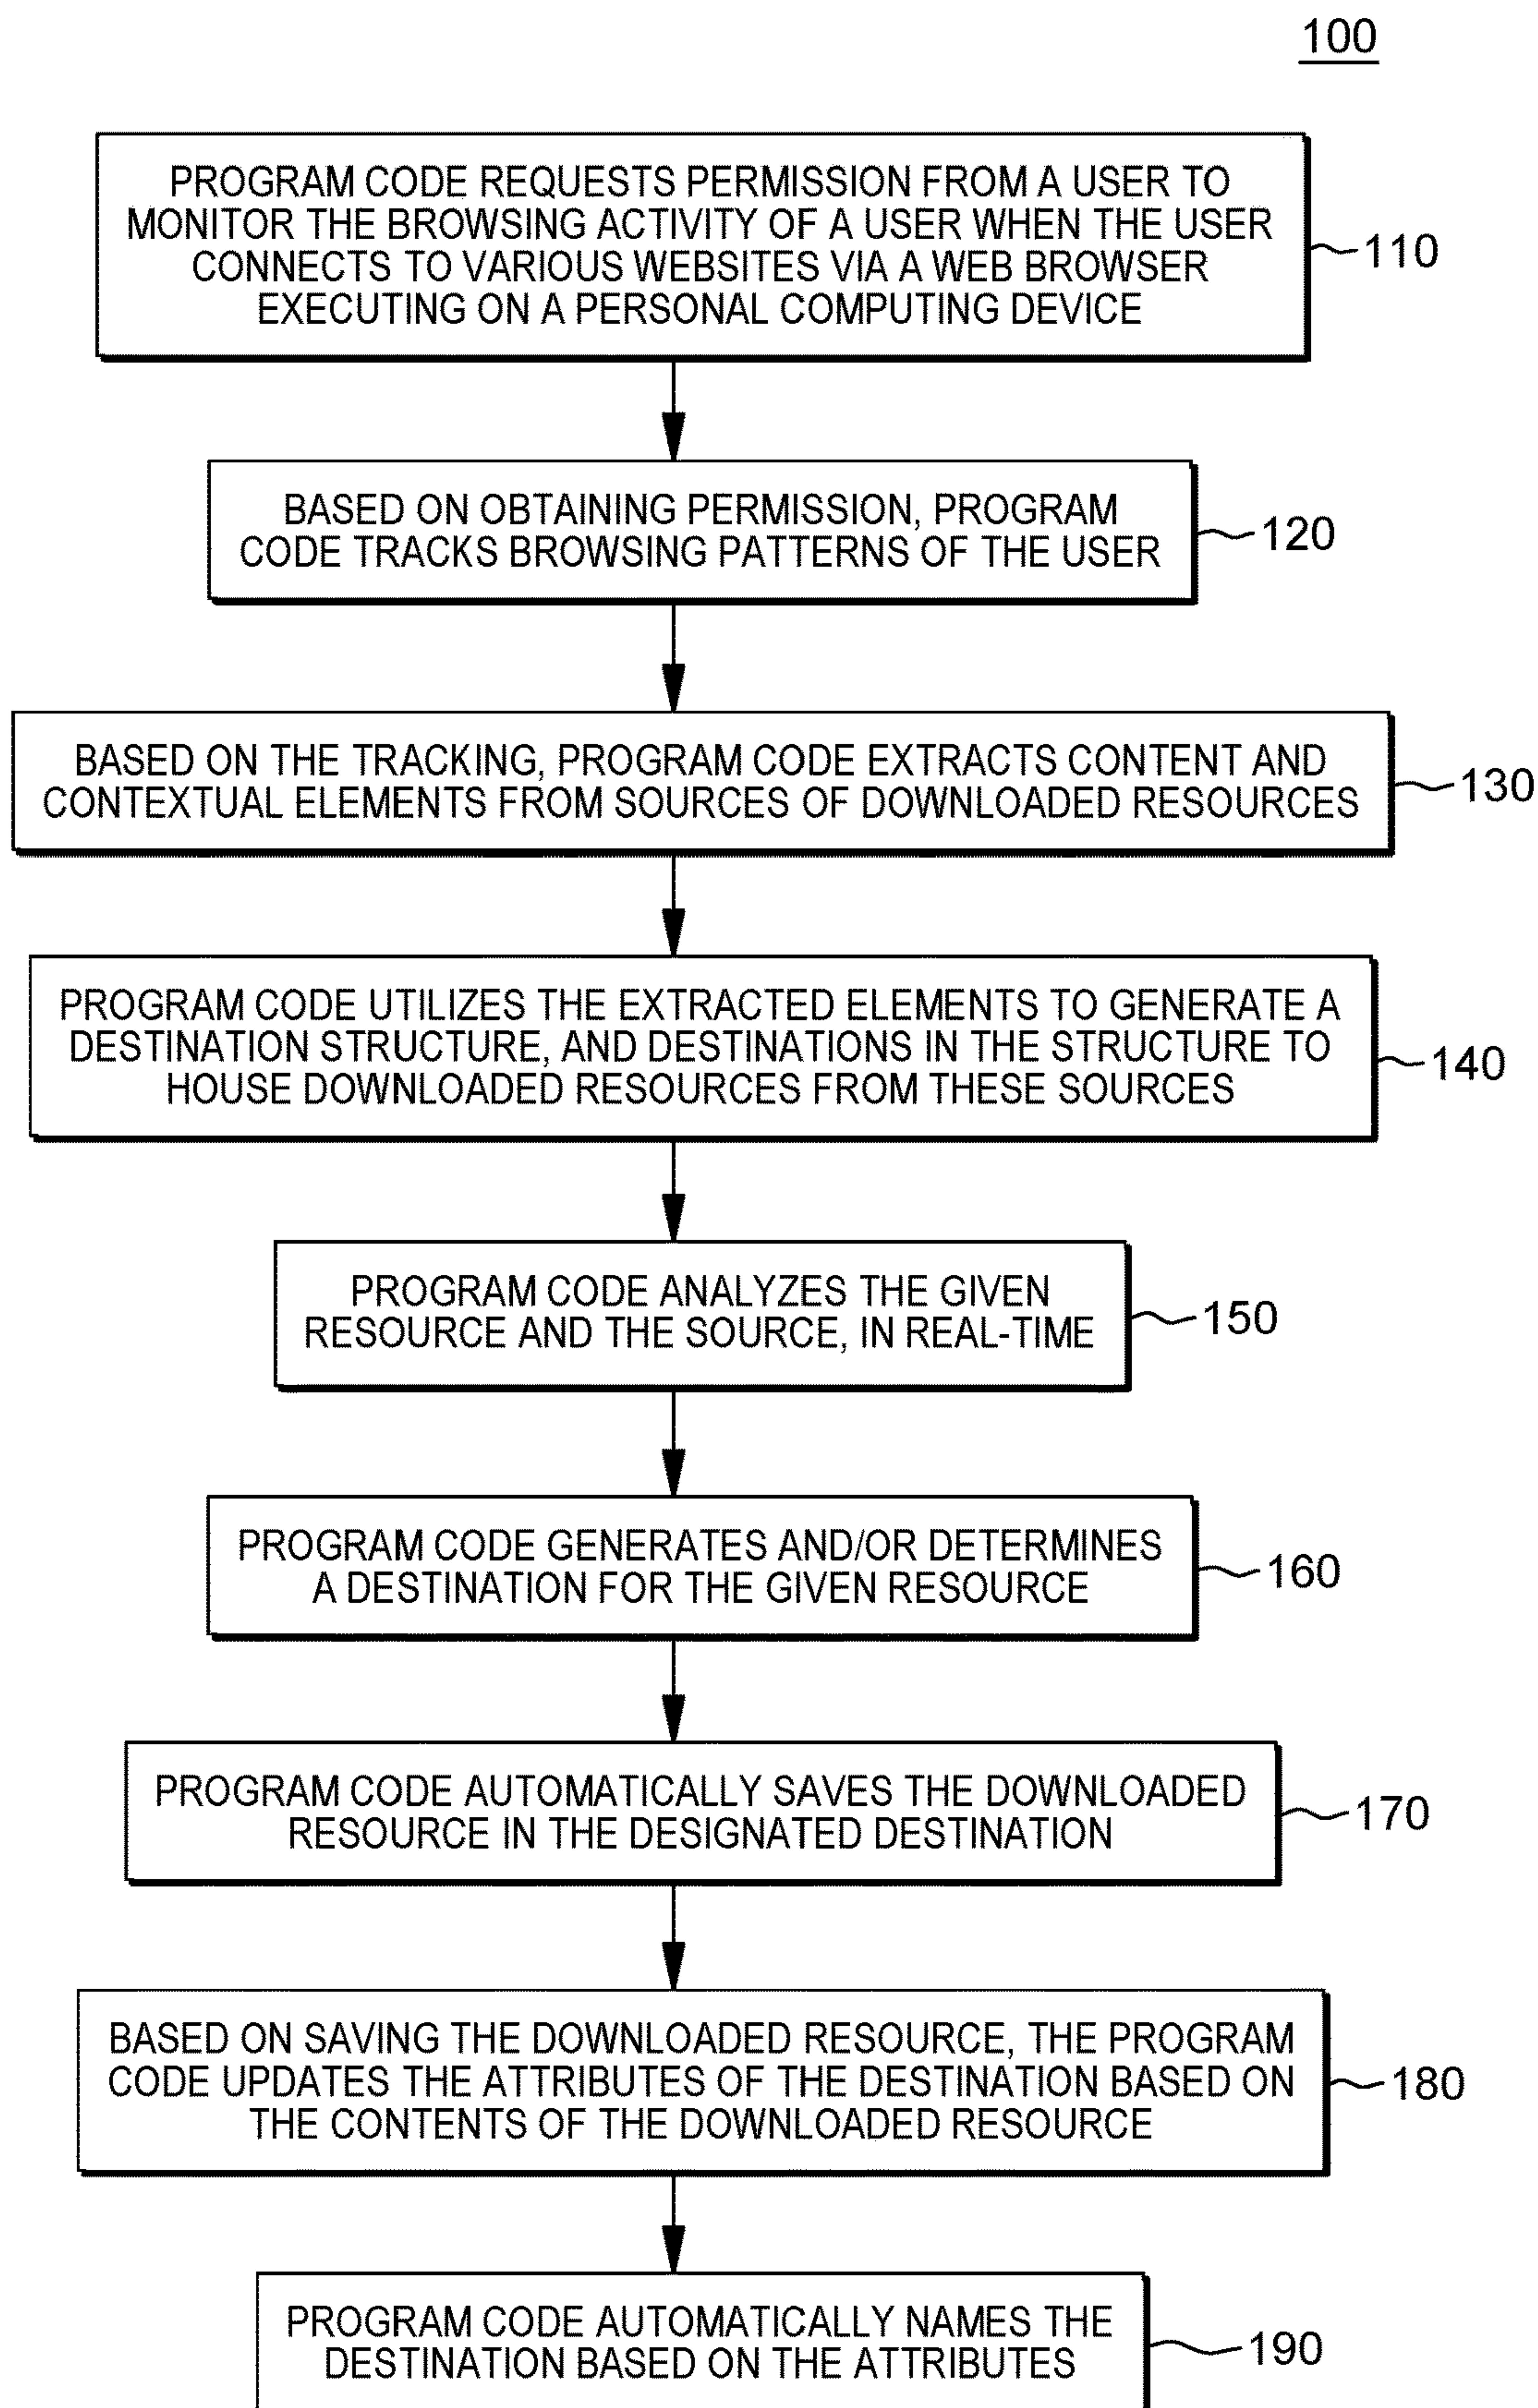 100
PROGRAM CODE REQUESTS PERMISSION FROM A USER TO
MONITOR THE BROWSING ACTIVITY OF A USER WHEN THE USER
CONNECTS TO VARIOUS WEBSITES VIA A WEB BROWSER
EXECUTING ON A PERSONAL COMPUTING DEVICE
110
BASED ON OBTAINING PERMISSION, PROGRAM
CODE TRACKS BROWSING PATTERNS OF THE USER
120
BASED ON THE TRACKING, PROGRAM CODE EXTRACTS CONTENT AND
CONTEXTUAL ELEMENTS FROM SOURCES OF DOWNLOADED RESOURCES
130
PROGRAM CODE UTILIZES THE EXTRACTED ELEMENTS TO GENERATE A
DESTINATION STRUCTURE, AND DESTINATIONS IN THE STRUCTURE TO
HOUSE DOWNLOADED RESOURCES FROM THESE SOURCES
140
PROGRAM CODE ANALYZES THE GIVEN
RESOURCE AND THE SOURCE, IN REAL-TIME
150
PROGRAM CODE GENERATES AND/OR DETERMINES
A DESTINATION FOR THE GIVEN RESOURCE
160
PROGRAM CODE AUTOMATICALLY SAVES THE DOWNLOADED
RESOURCE IN THE DESIGNATED DESTINATION
170
BASED ON SAVING THE DOWNLOADED RESOURCE, THE PROGRAM
CODE UPDATES THE ATTRIBUTES OF THE DESTINATION BASED ON
THE CONTENTS OF THE DOWNLOADED RESOURCE
180
PROGRAM CODE AUTOMATICALLY NAMES THE
DESTINATION BASED ON THE ATTRIBUTES
190